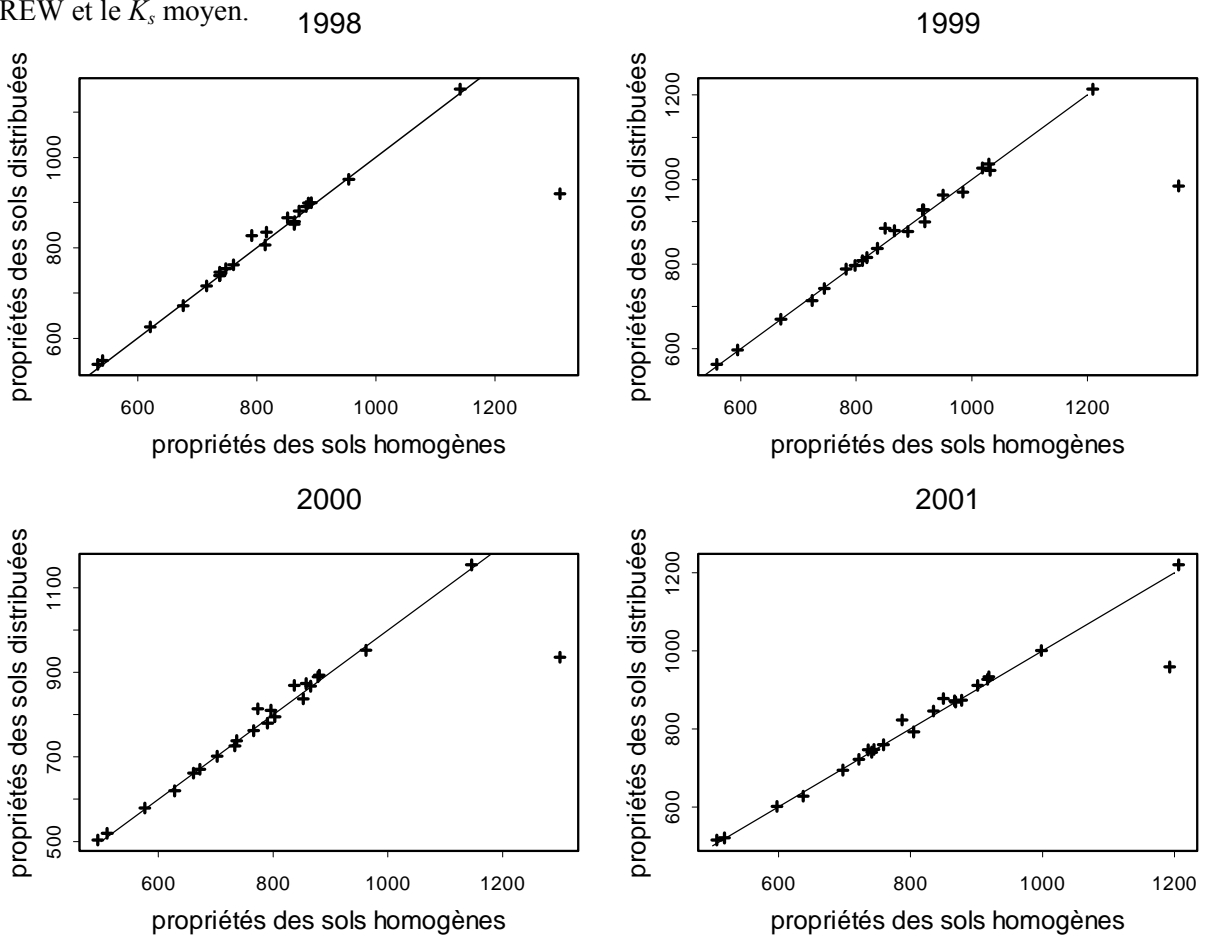 REW et le Ks moyen.
1998
propriétés des sols distribuées
600 800 1000
600 800 1000 1200
propriétés des sols homogènes
1999
propriétés des sols distribuées
600 800 1000 1200
600 800 1000 1200
propriétés des sols homogènes
2000
propriétés des sols distribuées
500 700 900 1100
600 800 1000 1200
propriétés des sols homogènes
2001
propriétés des sols distribuées
600 800 1000 1200
600 800 1000 1200
propriétés des sols homogènes